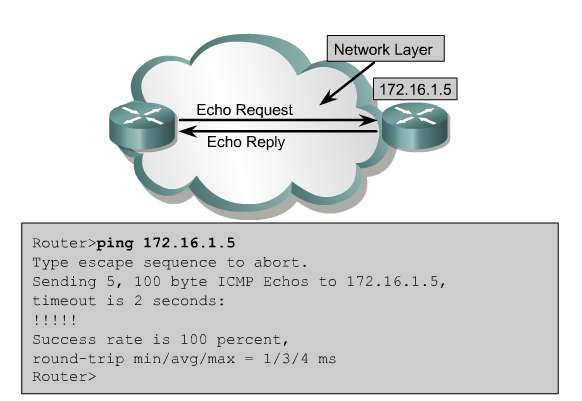 Network Layer
172.16.1.5
Echo Request
Echo Reply
Router>ping 172.16.1.5
Type escape sequence to abort.
Sending 5, 100 byte ICMP Echos to 172.16.1.5,
timeout is 2 seconds:
!!!!!
Success rate is 100 percent,
round-trip min/avg/max = 1/3/4 ms
Router>